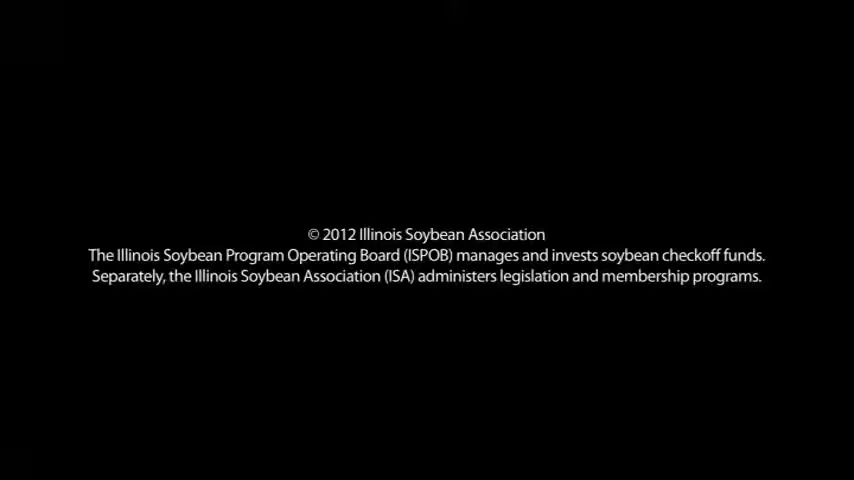 © 2012 Illinois Soybean Association
The Illinois Soybean Program Operating Board (ISPOB) manages and invests soybean checkoff funds.
Separately, the Illinois Soybean Association (ISA) administers legislation and membership programs.